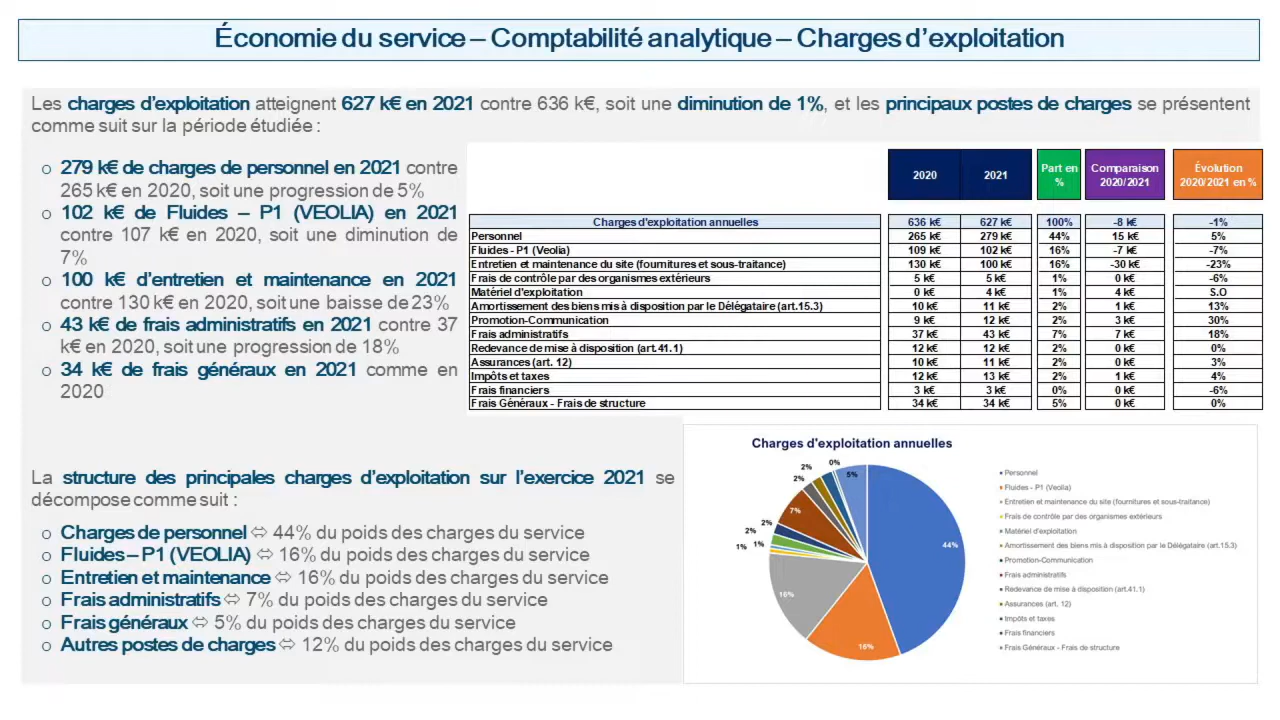 Économie du service – Comptabilité analytique – Charges d'exploitation
Les charges d'exploitation atteignent 627 k€ en 2021 contre 636 k€, soit une diminution de 1%, et les principaux postes de charges se présentent
comme suit sur la période étudiée :
o 279 k€ de charges de personnel en 2021 contre
265 k€ en 2020, soit une progression de 5%
o 102 k€ de Fluides – P1 (VEOLIA) en 2021
contre 107 k€ en 2020, soit une diminution de
7%
o 100 k€ d'entretien et maintenance en 2021
contre 130 k€ en 2020, soit une baisse de 23%
o 43 k€ de frais administratifs en 2021 contre 37
k€ en 2020, soit une progression de 18%
o 34 k€ de frais généraux en 2021 comme en
2020
2020 2021 Part en % Comparaison 2020/2021 Évolution 2020/2021 en %
Charges d'exploitation annuelles 636 k€ 627 k€ 100% -8 k€ -1%
Personnel 265 k€ 279 k€ 44% 15 k€ 5%
Fluides - P1 (Veolia) 109 k€ 102 k€ 16% -7 k€ -7%
Entretien et maintenance du site (fournitures et sous-traitance) 130 k€ 100 k€ 16% -30 k€ -23%
Frais de contrôle par des organismes extérieurs 5 k€ 5 k€ 1% 0 k€ -6%
Matériel d'exploitation 0 k€ 4 k€ 1% 4 k€ S.O
Amortissement des biens mis à disposition par le Délégataire (art.15.3) 10 k€ 11 k€ 2% 1 k€ 13%
Promotion-Communication 9 k€ 12 k€ 2% 3 k€ 30%
Frais administratifs 37 k€ 43 k€ 7% 7 k€ 18%
Redevance de mise à disposition (art.41.1) 12 k€ 12 k€ 2% 0 k€ 0%
Assurances (art. 12) 10 k€ 11 k€ 2% 0 k€ 3%
Impôts et taxes 12 k€ 13 k€ 2% 1 k€ 4%
Frais financiers 3 k€ 3 k€ 0% 0 k€ -6%
Frais Généraux - Frais de structure 34 k€ 34 k€ 5% 0 k€ 0%
La structure des principales charges d'exploitation sur l'exercice 2021 se
décompose comme suit :
o Charges de personnel ⇔ 44% du poids des charges du service
o Fluides – P1 (VEOLIA) ⇔ 16% du poids des charges du service
o Entretien et maintenance ⇔ 16% du poids des charges du service
o Frais administratifs ⇔ 7% du poids des charges du service
o Frais généraux ⇔ 5% du poids des charges du service
o Autres postes de charges ⇔ 12% du poids des charges du service
Charges d'exploitation annuelles
44%
16%
16%
1%
1%
2%
2%
7%
2%
2%
0%
5%
Personnel
Fluides - P1 (Veolia)
Entretien et maintenance du site (fournitures et sous-traitance)
Frais de contrôle par des organismes extérieurs
Matériel d'exploitation
Amortissement des biens mis à disposition par le Délégataire (art.15.3)
Promotion-Communication
Frais administratifs
Redevance de mise à disposition (art.41.1)
Assurances (art. 12)
Impôts et taxes
Frais financiers
Frais Généraux - Frais de structure